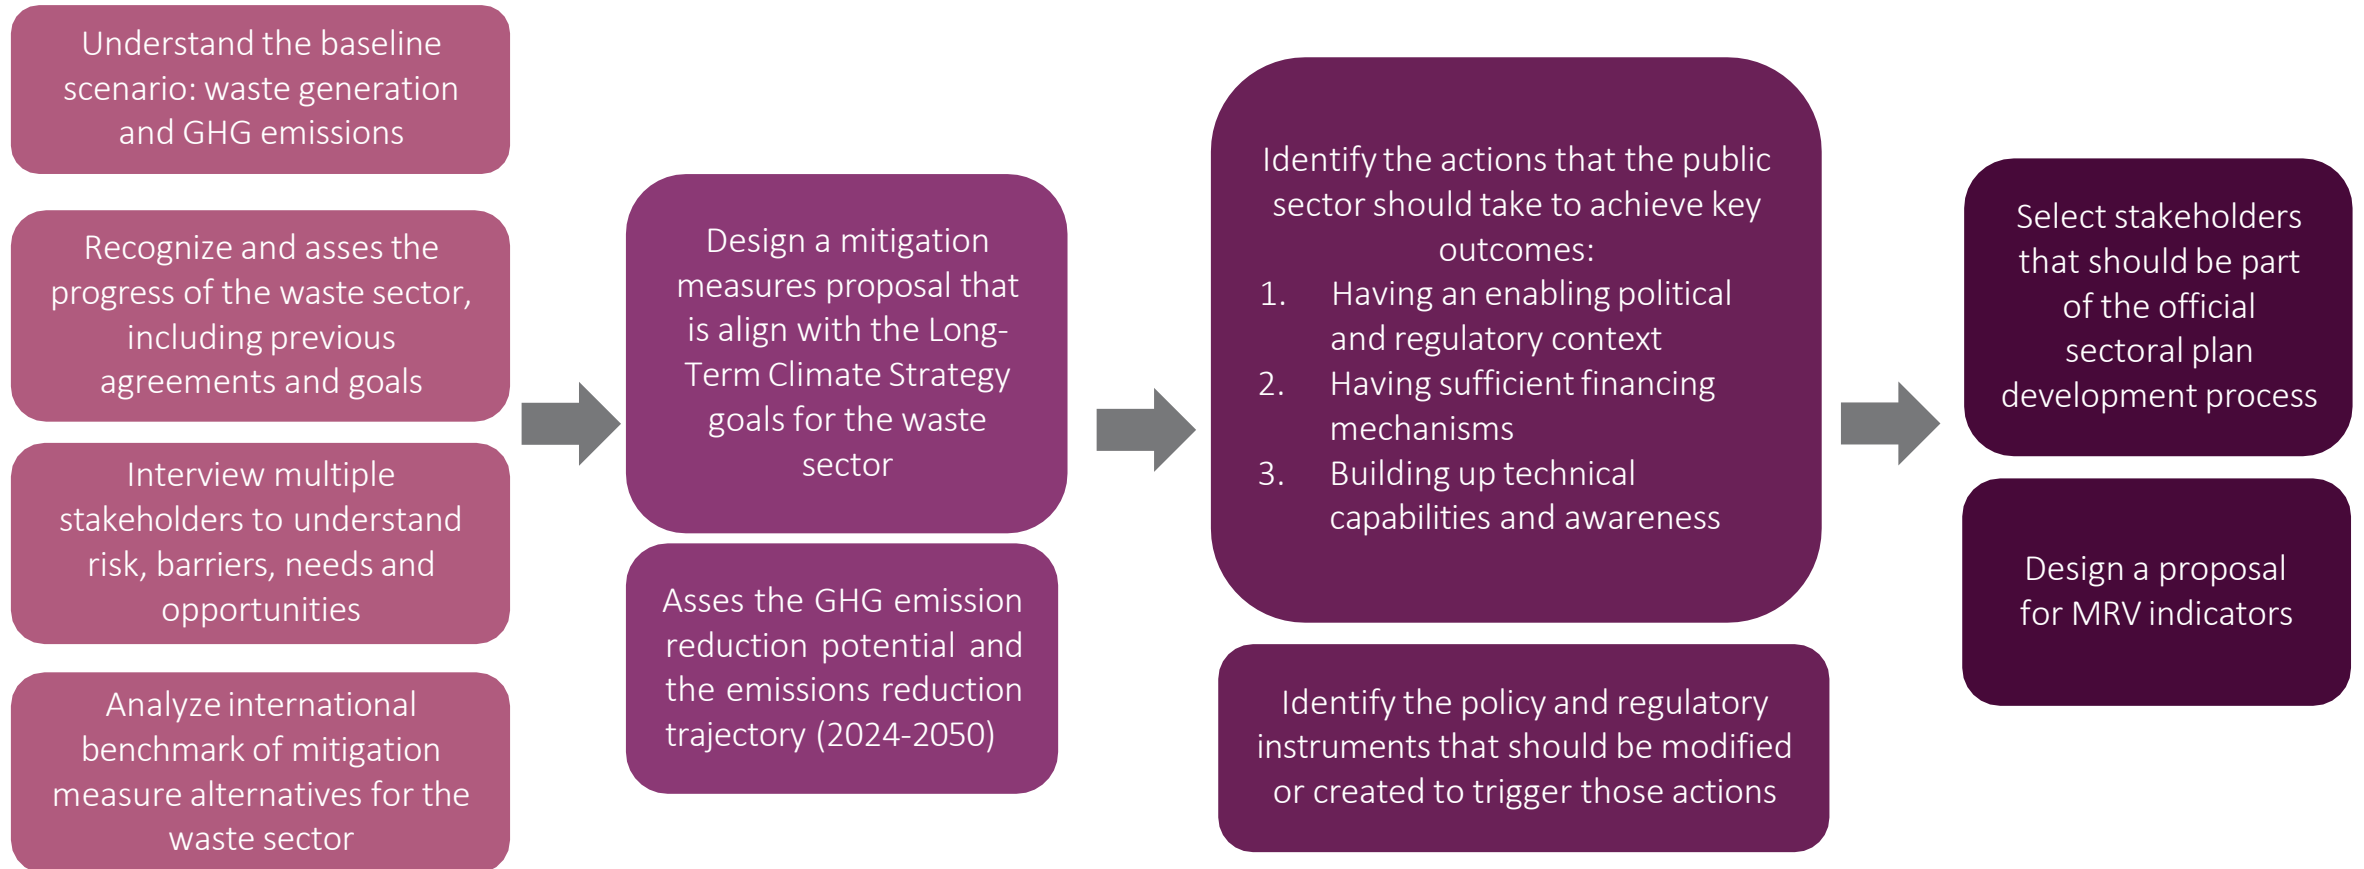 Understand the baseline
scenario: waste generation
and GHG emissions
Recognize and asses the
progress of the waste sector,
including previous
agreements and goals
Interview multiple
stakeholders to understand
risk, barriers, needs and
opportunities
Analyze international
benchmark of mitigation
measure alternatives for the
waste sector
Design a mitigation
measures proposal that
is align with the Long-
Term Climate Strategy
goals for the waste
sector
Asses the GHG emission
reduction potential and
the emissions reduction
trajectory (2024-2050)
Identify the actions that the public
sector should take to achieve key
outcomes:
1. Having an enabling political
and regulatory context
2. Having sufficient financing
mechanisms
3. Building up technical
capabilities and awareness
Identify the policy and regulatory
instruments that should be modified
or created to trigger those actions
Select stakeholders
that should be part
of the official
sectoral plan
development process
Design a proposal
for MRV indicators